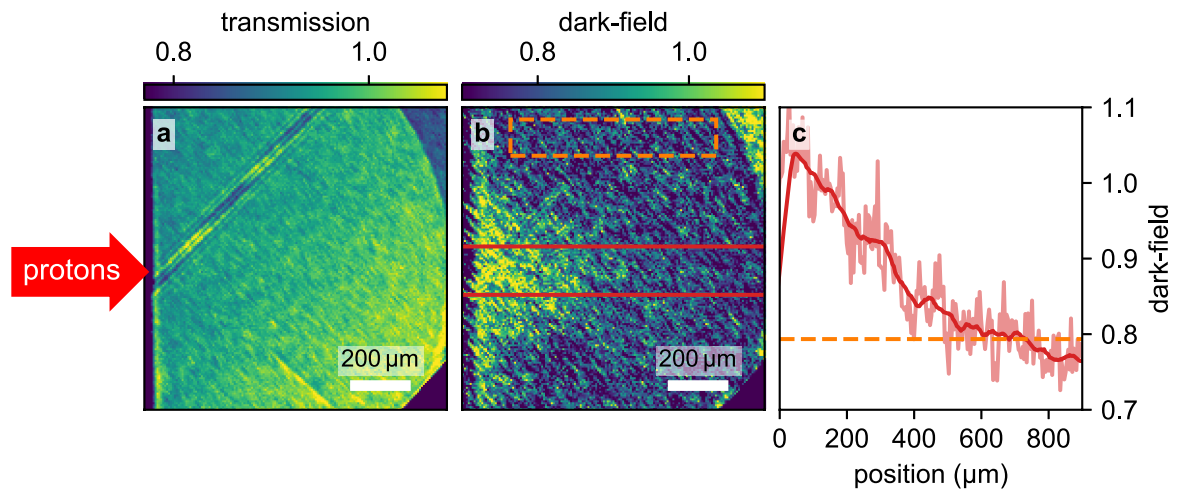 transmission
0.8 1.0
dark-field
0.8 1.0
a
b
c
protons
200 µm
200 µm
1.1
1.0
0.9
0.8
0.7
dark-field
0 200 400 600 800
position (µm)